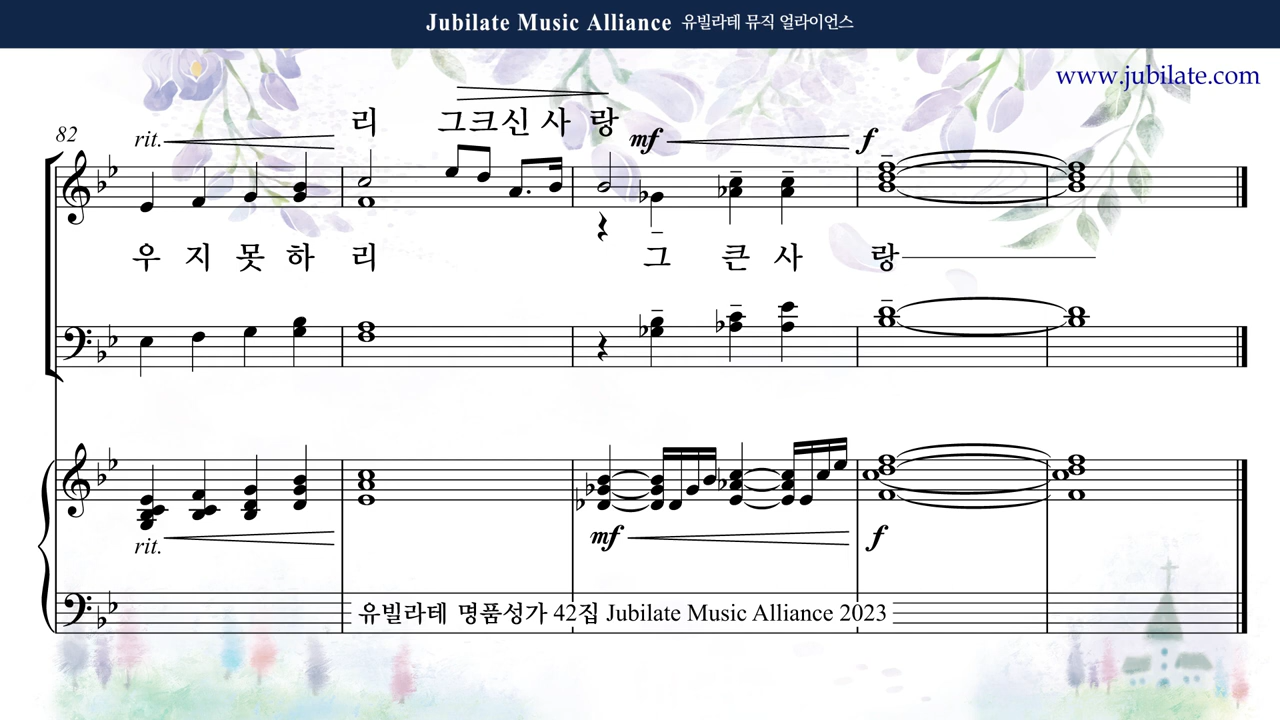 Jubilate Music Alliance 유빌라테 뮤직 얼라이언스
www.jubilate.com
82 rit. 리 그크신 사 랑 mf f
우 지 못 하 리 그 큰 사 랑
rit. mf f
유빌라테 명품성가 42집 Jubilate Music Alliance 2023